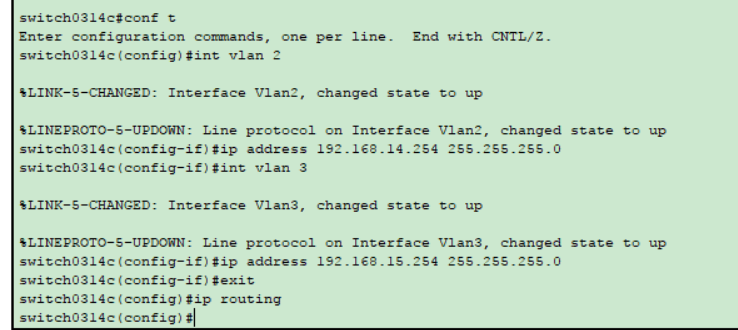 switch0314c#conf t
Enter configuration commands, one per line.  End with CNTL/Z.
switch0314c(config)#int vlan 2
%LINK-5-CHANGED: Interface Vlan2, changed state to up
%LINEPROTO-5-UPDOWN: Line protocol on Interface Vlan2, changed state to up
switch0314c(config-if)#ip address 192.168.14.254 255.255.255.0
switch0314c(config-if)#int vlan 3
%LINK-5-CHANGED: Interface Vlan3, changed state to up
%LINEPROTO-5-UPDOWN: Line protocol on Interface Vlan3, changed state to up
switch0314c(config-if)#ip address 192.168.15.254 255.255.255.0
switch0314c(config-if)#exit
switch0314c(config)#ip routing
switch0314c(config)#